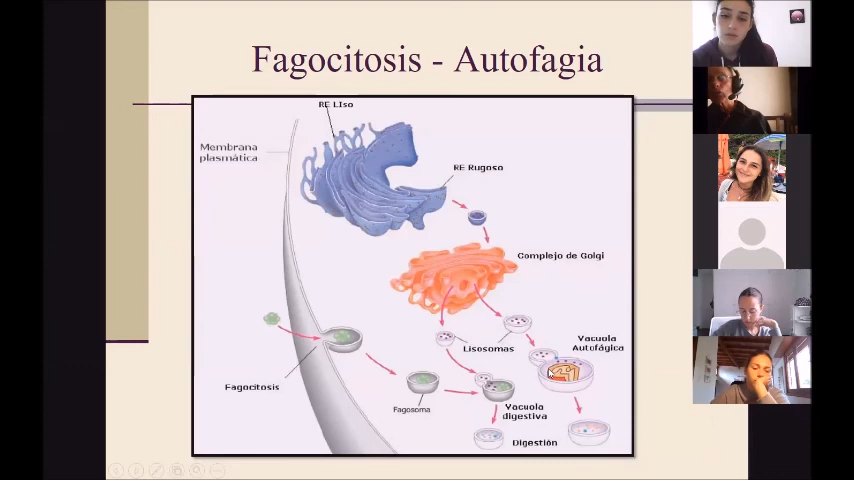 Fagocitosis - Autofagia
RE LIso
Membrana
plasmática
RE Rugoso
Complejo de Golgi
Lisosomas
Vacuola
Autofágica
Fagocitosis
Fagosoma
Vacuola
digestiva
Digestión